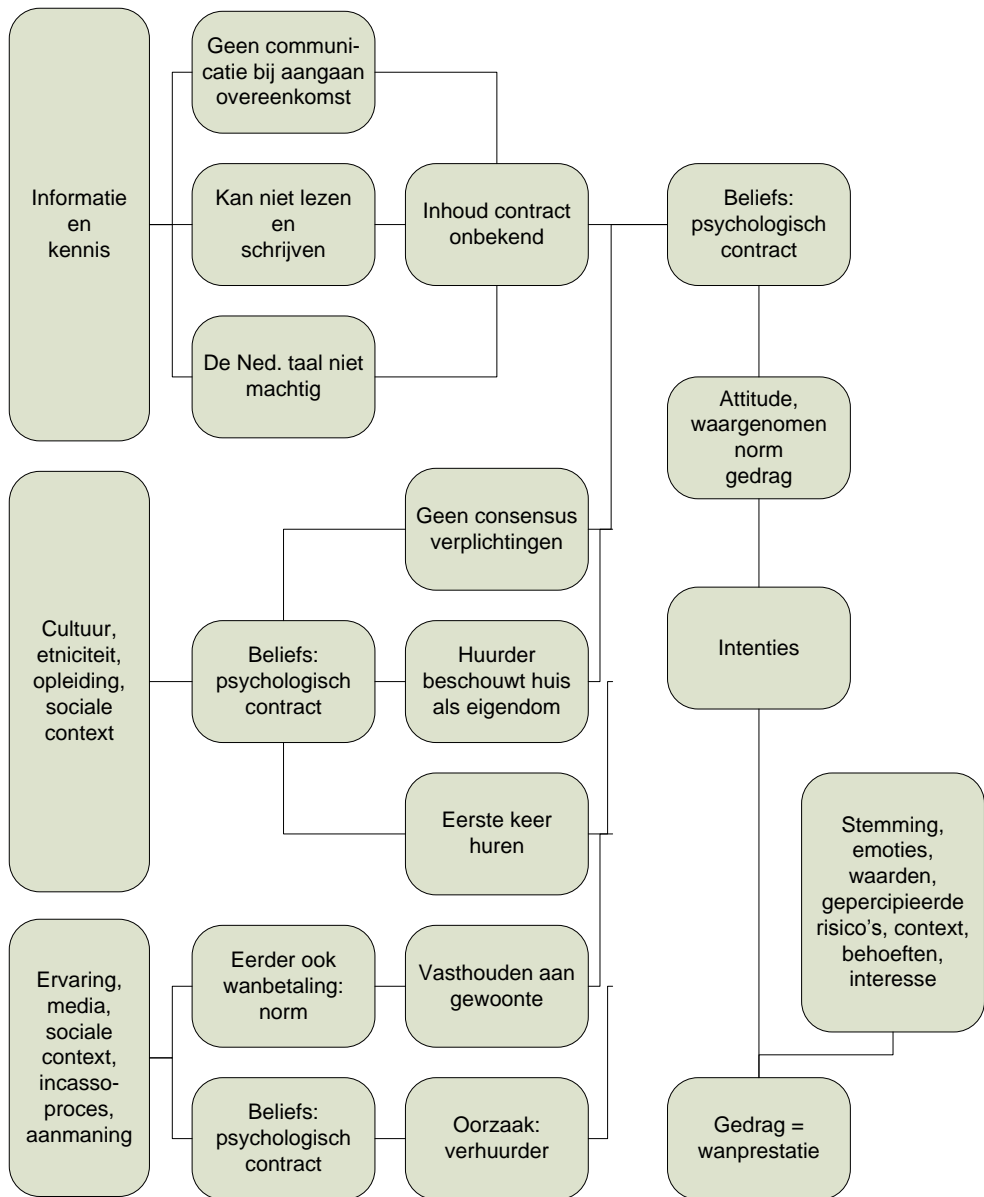 Informatie
en
kennis
Geen communi-
catie bij aangaan
overeenkomst
Kan niet lezen
en
schrijven
De Ned. taal niet
machtig
Inhoud contract
onbekend
Beliefs:
psychologisch
contract
Attitude,
waargenomen
norm
gedrag
Intenties
Cultuur,
etniciteit,
opleiding,
sociale
context
Beliefs:
psychologisch
contract
Geen consensus
verplichtingen
Huurder
beschouwt huis
als eigendom
Eerste keer
huren
Stemming,
emoties,
waarden,
gepercipieerde
risico's, context,
behoeften,
interesse
Ervaring,
media,
sociale
context,
incasso-
proces,
aanmaning
Eerder ook
wanbetaling:
norm
Vasthouden aan
gewoonte
Beliefs:
psychologisch
contract
Oorzaak:
verhuurder
Gedrag =
wanprestatie